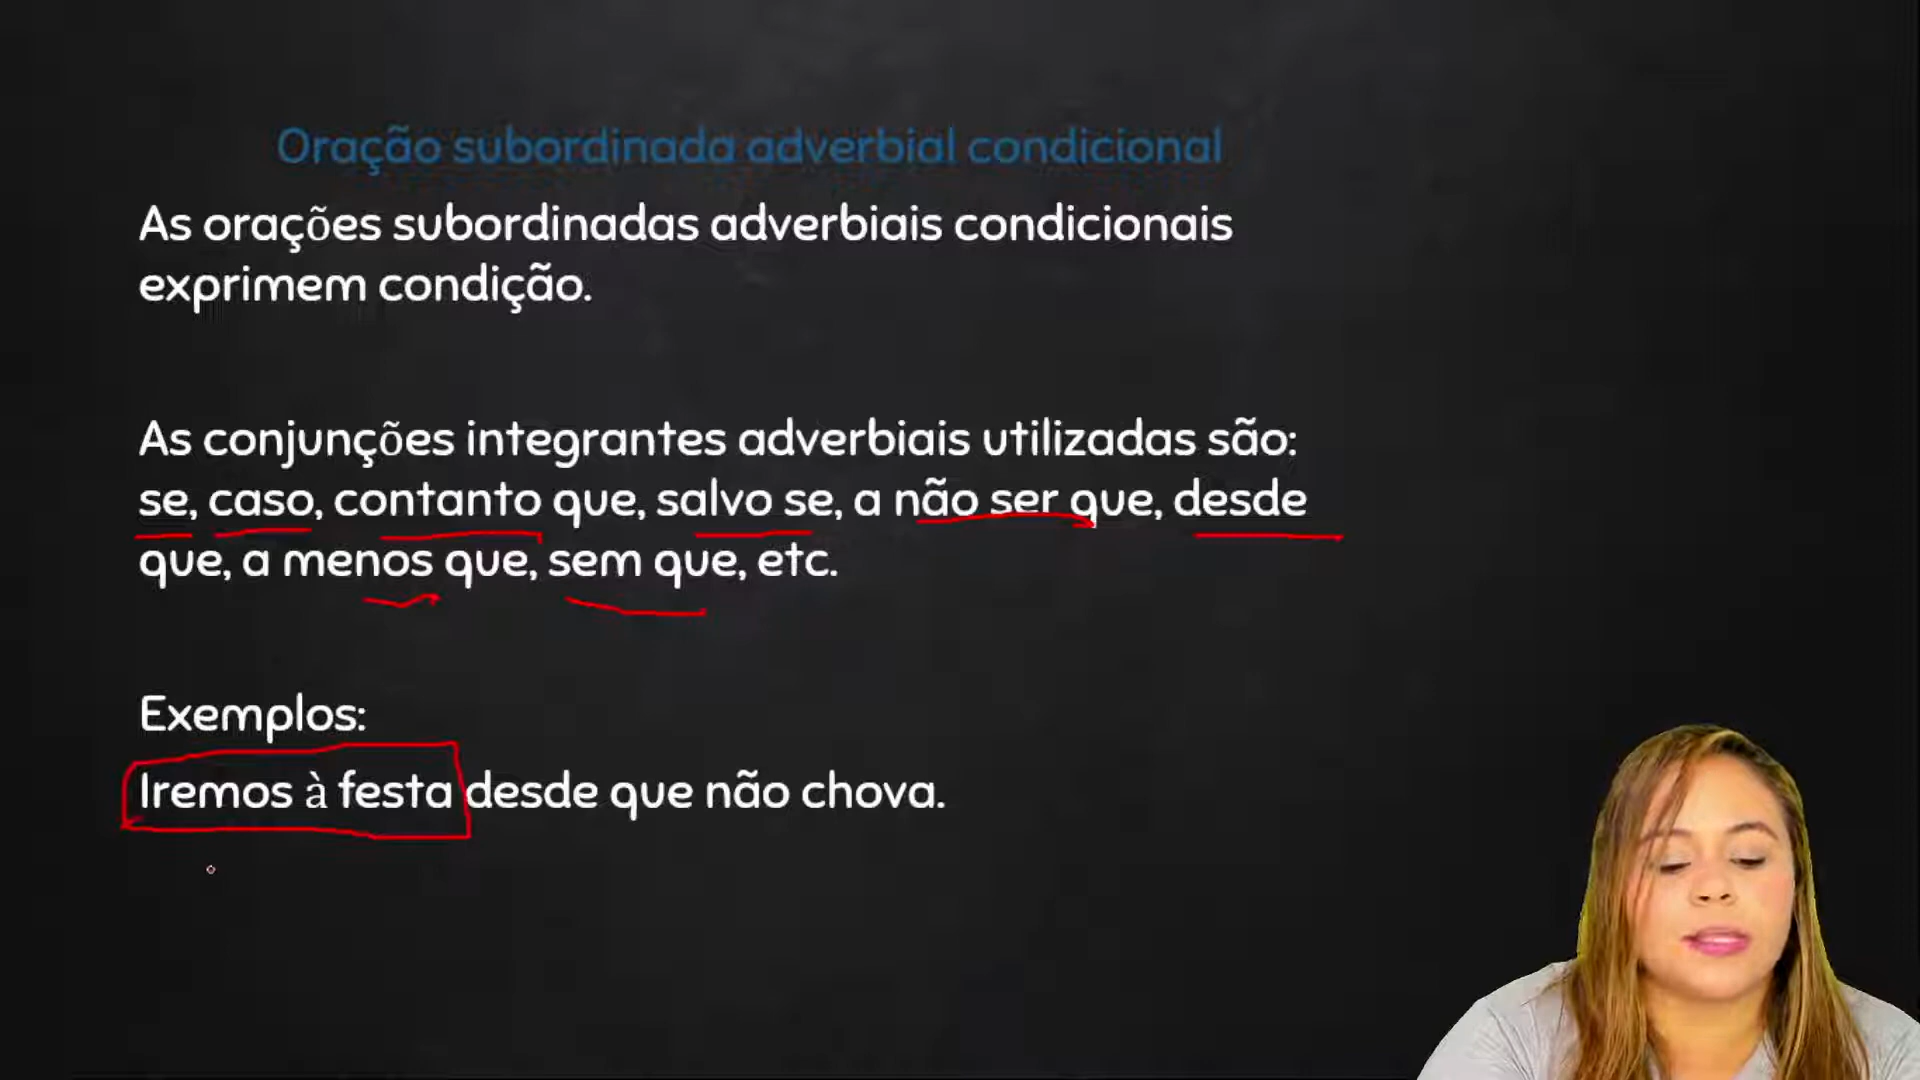 Oração subordinada adverbial condicional
As orações subordinadas adverbiais condicionais
exprimem condição.
As conjunções integrantes adverbiais utilizadas são:
se, caso, contanto que, salvo se, a não ser que, desde
que, a menos que, sem que, etc.
Exemplos:
Iremos à festa desde que não chova.